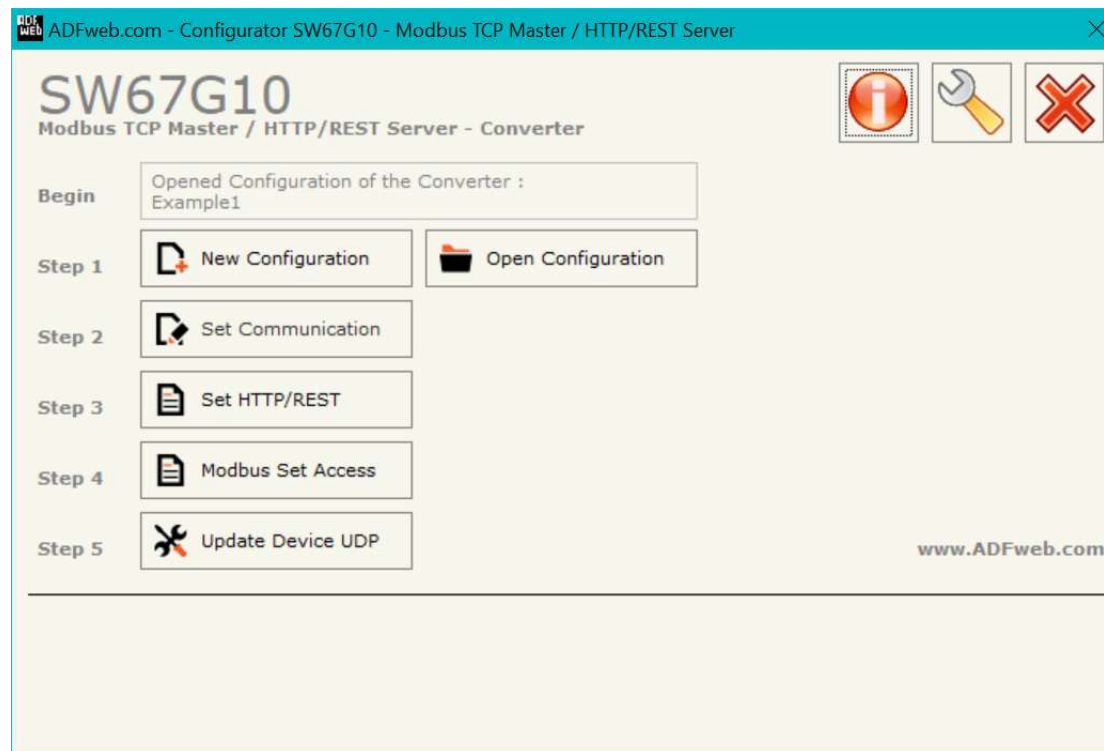 ADF
WEB
ADFweb.com - Configurator SW67G10 - Modbus TCP Master / HTTP/REST Server
SW67G10
Modbus TCP Master / HTTP/REST Server - Converter
Begin
Opened Configuration of the Converter :
Example1
Step 1
New Configuration
Open Configuration
Step 2
Set Communication
Step 3
Set HTTP/REST
Step 4
Modbus Set Access
Step 5
Update Device UDP
www.ADFweb.com